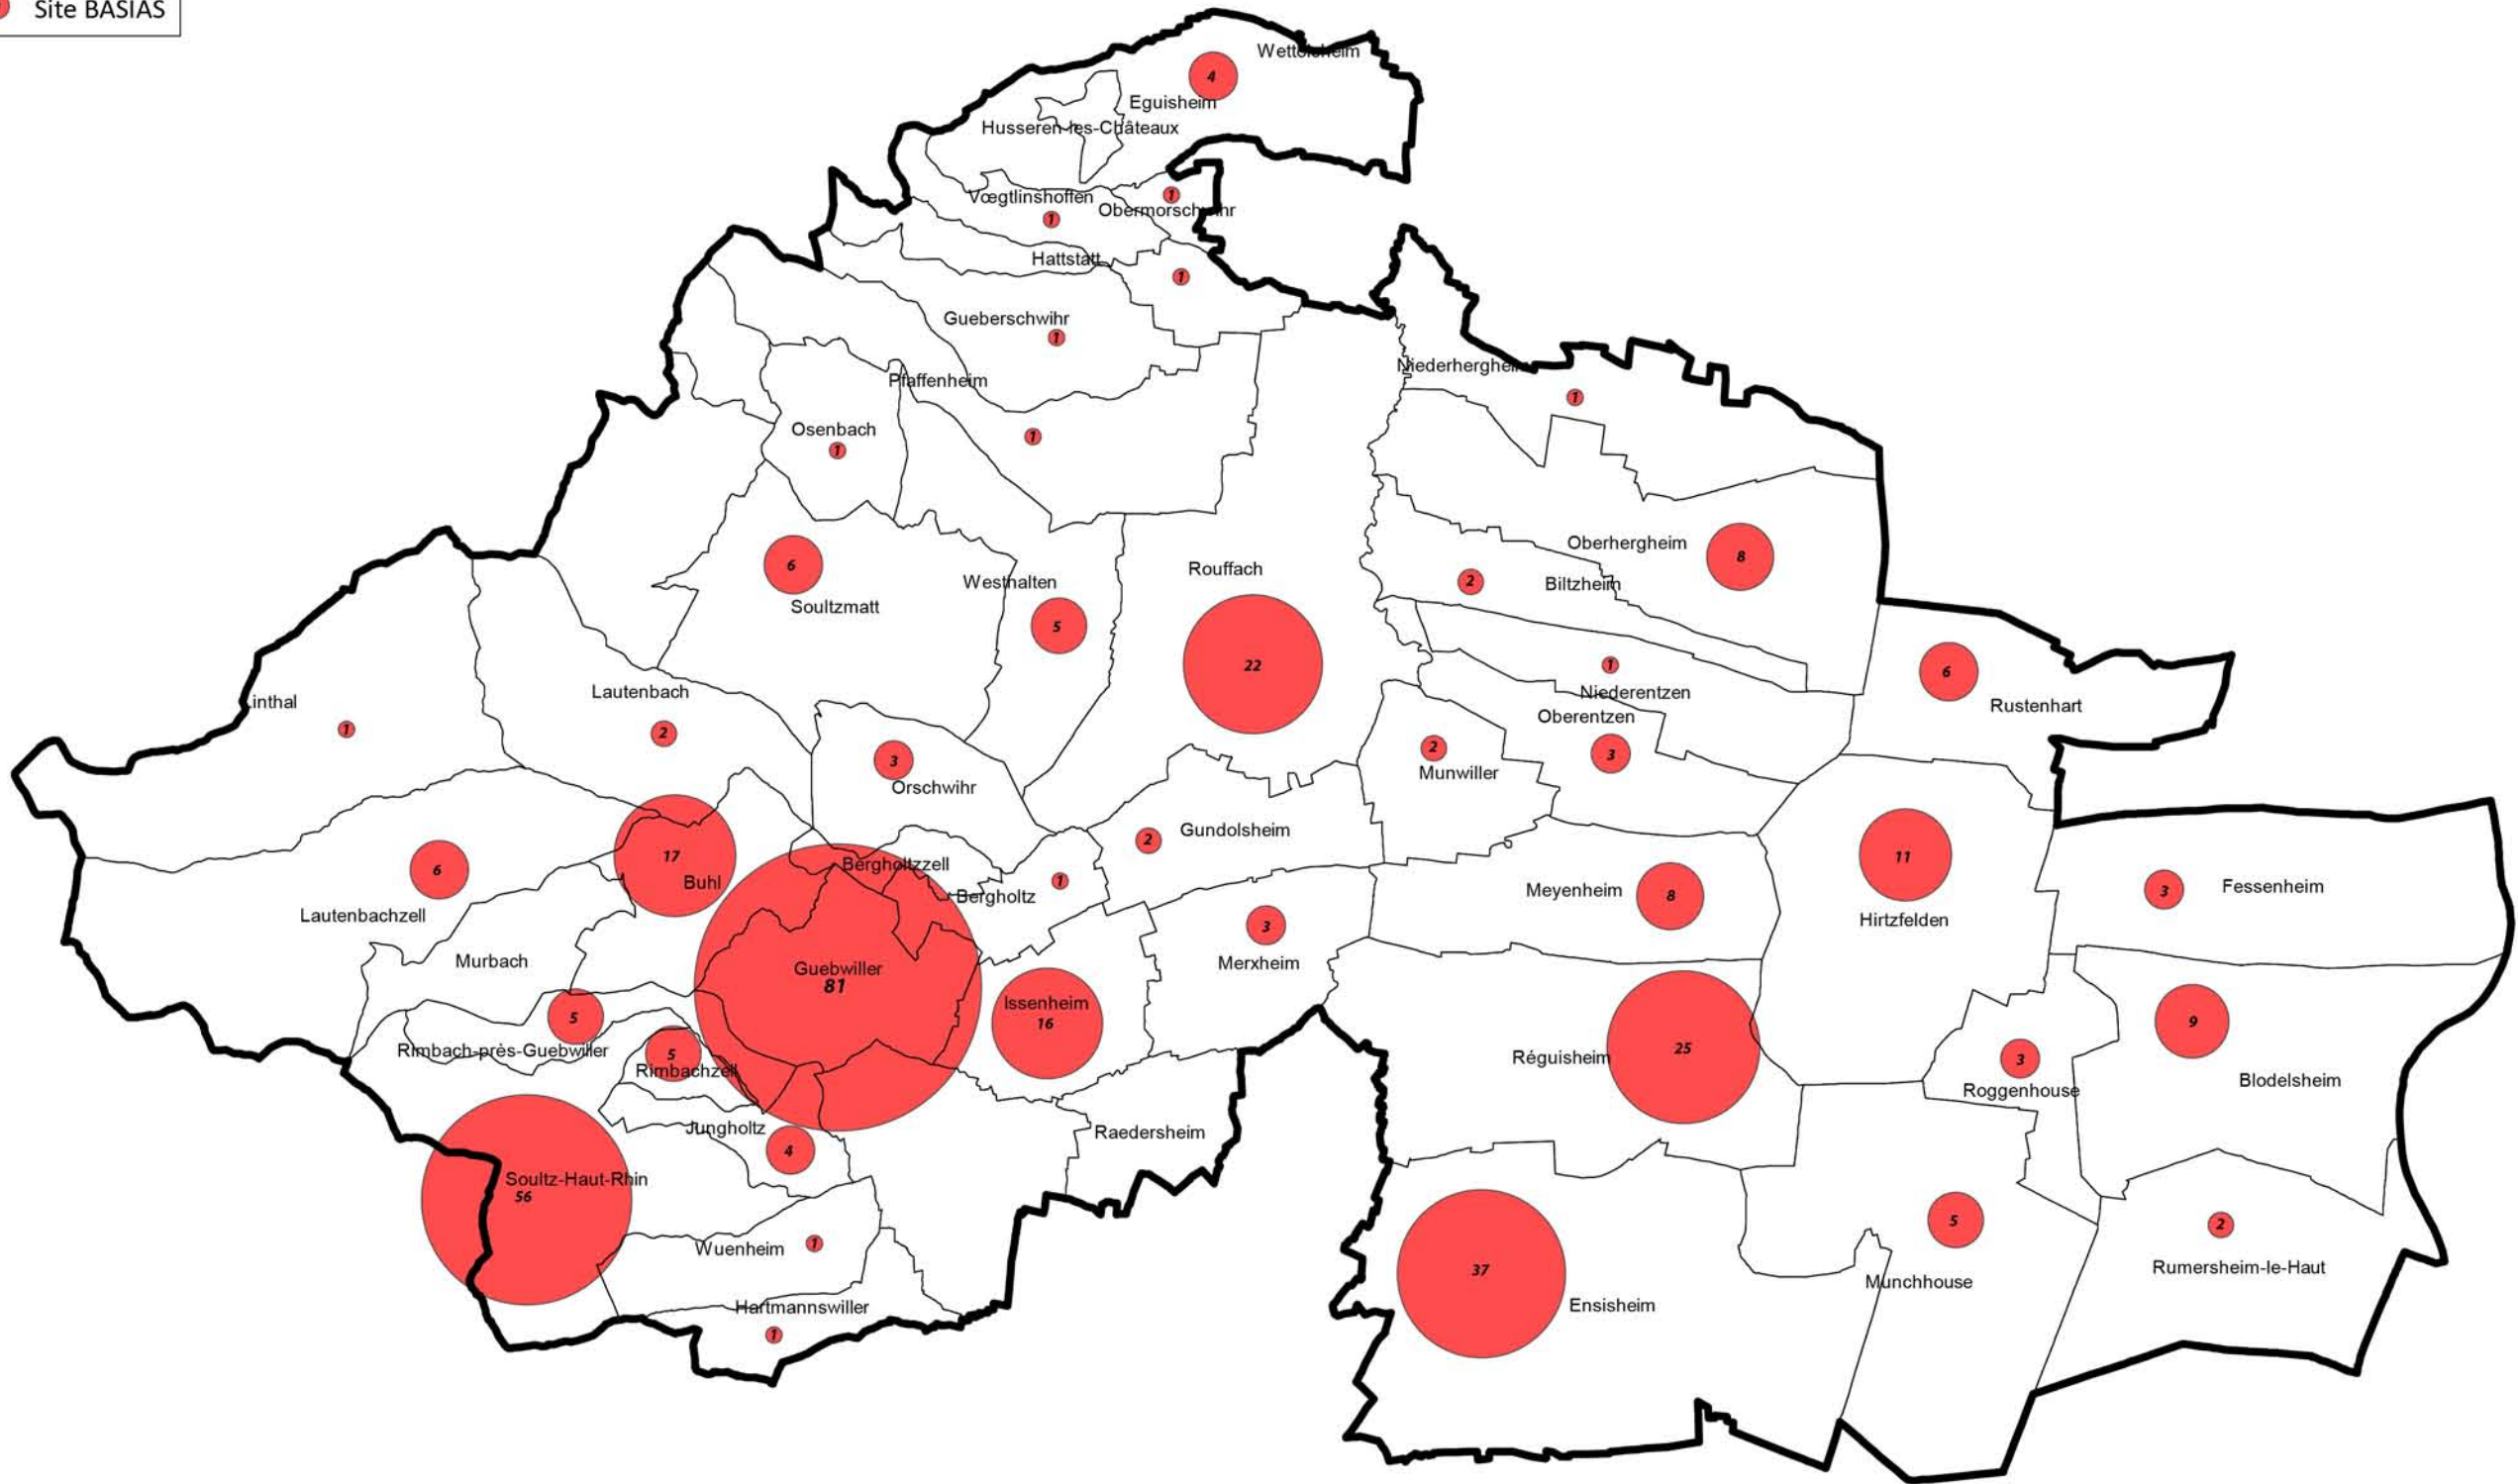 Site BASIAS
Wettolsheim
4
Eguisheim
Husseren-les-Châteaux
Vœgtlinshoffen
1
Obermorschwihr
1
Hattstatt
1
Gueberschwihr
1
Niederhergheim
1
Pfaffenheim
1
Osenbach
1
Oberhergheim
8
Biltzheim
2
Rouffach
22
Westhalten
5
6
Soultzmatt
1
Niederentzen
6
Rustenhart
Lautenbach
2
Linthal
1
Oberentzen
3
2
Munwiller
3
Orschwihr
2
Gundolsheim
17
Buhl
11
Hirtzfelden
Bergholtzzell
Bergholtz
1
6
Lautenbachzell
Meyenheim
8
3
Fessenheim
3
Merxheim
Murbach
Guebwiller
81
Issenheim
16
5
Rimbach-près-Guebwiller
5
Rimbachzell
Réguisheim
25
9
Blodelsheim
3
Roggenhouse
Jungholtz
4
Raedersheim
Soultz-Haut-Rhin
56
Wuenheim
1
5
Munchhouse
2
Rumersheim-le-Haut
37
Ensisheim
Hartmannswiller
1